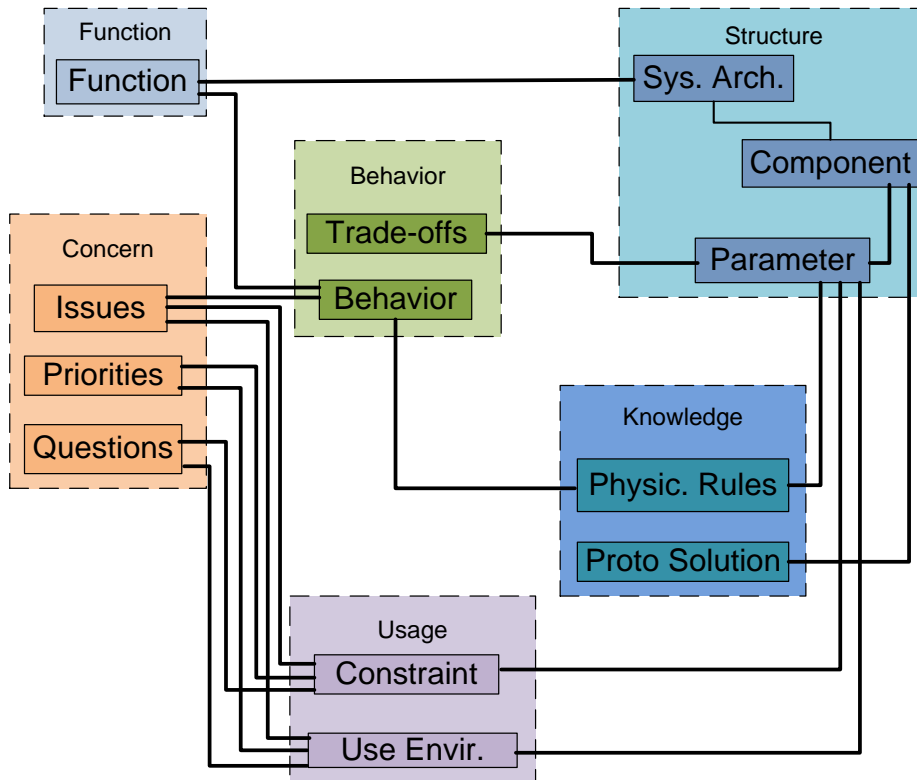 Function
Function
Structure
Sys. Arch.
Component
Parameter
Behavior
Trade-offs
Behavior
Concern
Issues
Priorities
Questions
Knowledge
Physic. Rules
Proto Solution
Usage
Constraint
Use Envir.